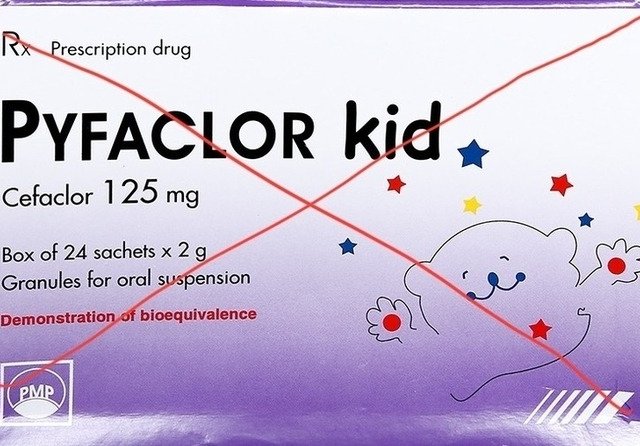 Rx Prescription drug
PYFACLOR kid
Cefaclor 125 mg
Box of 24 sachets x 2 g
Granules for oral suspension
Demonstration of bioequivalence
PMP